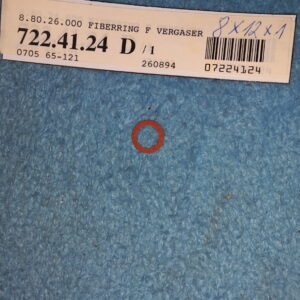 8.80.26.000 FIBERRING F VERGASER
8x12x1
722.41.24 D / 1
0705 65-121
260894
07224124